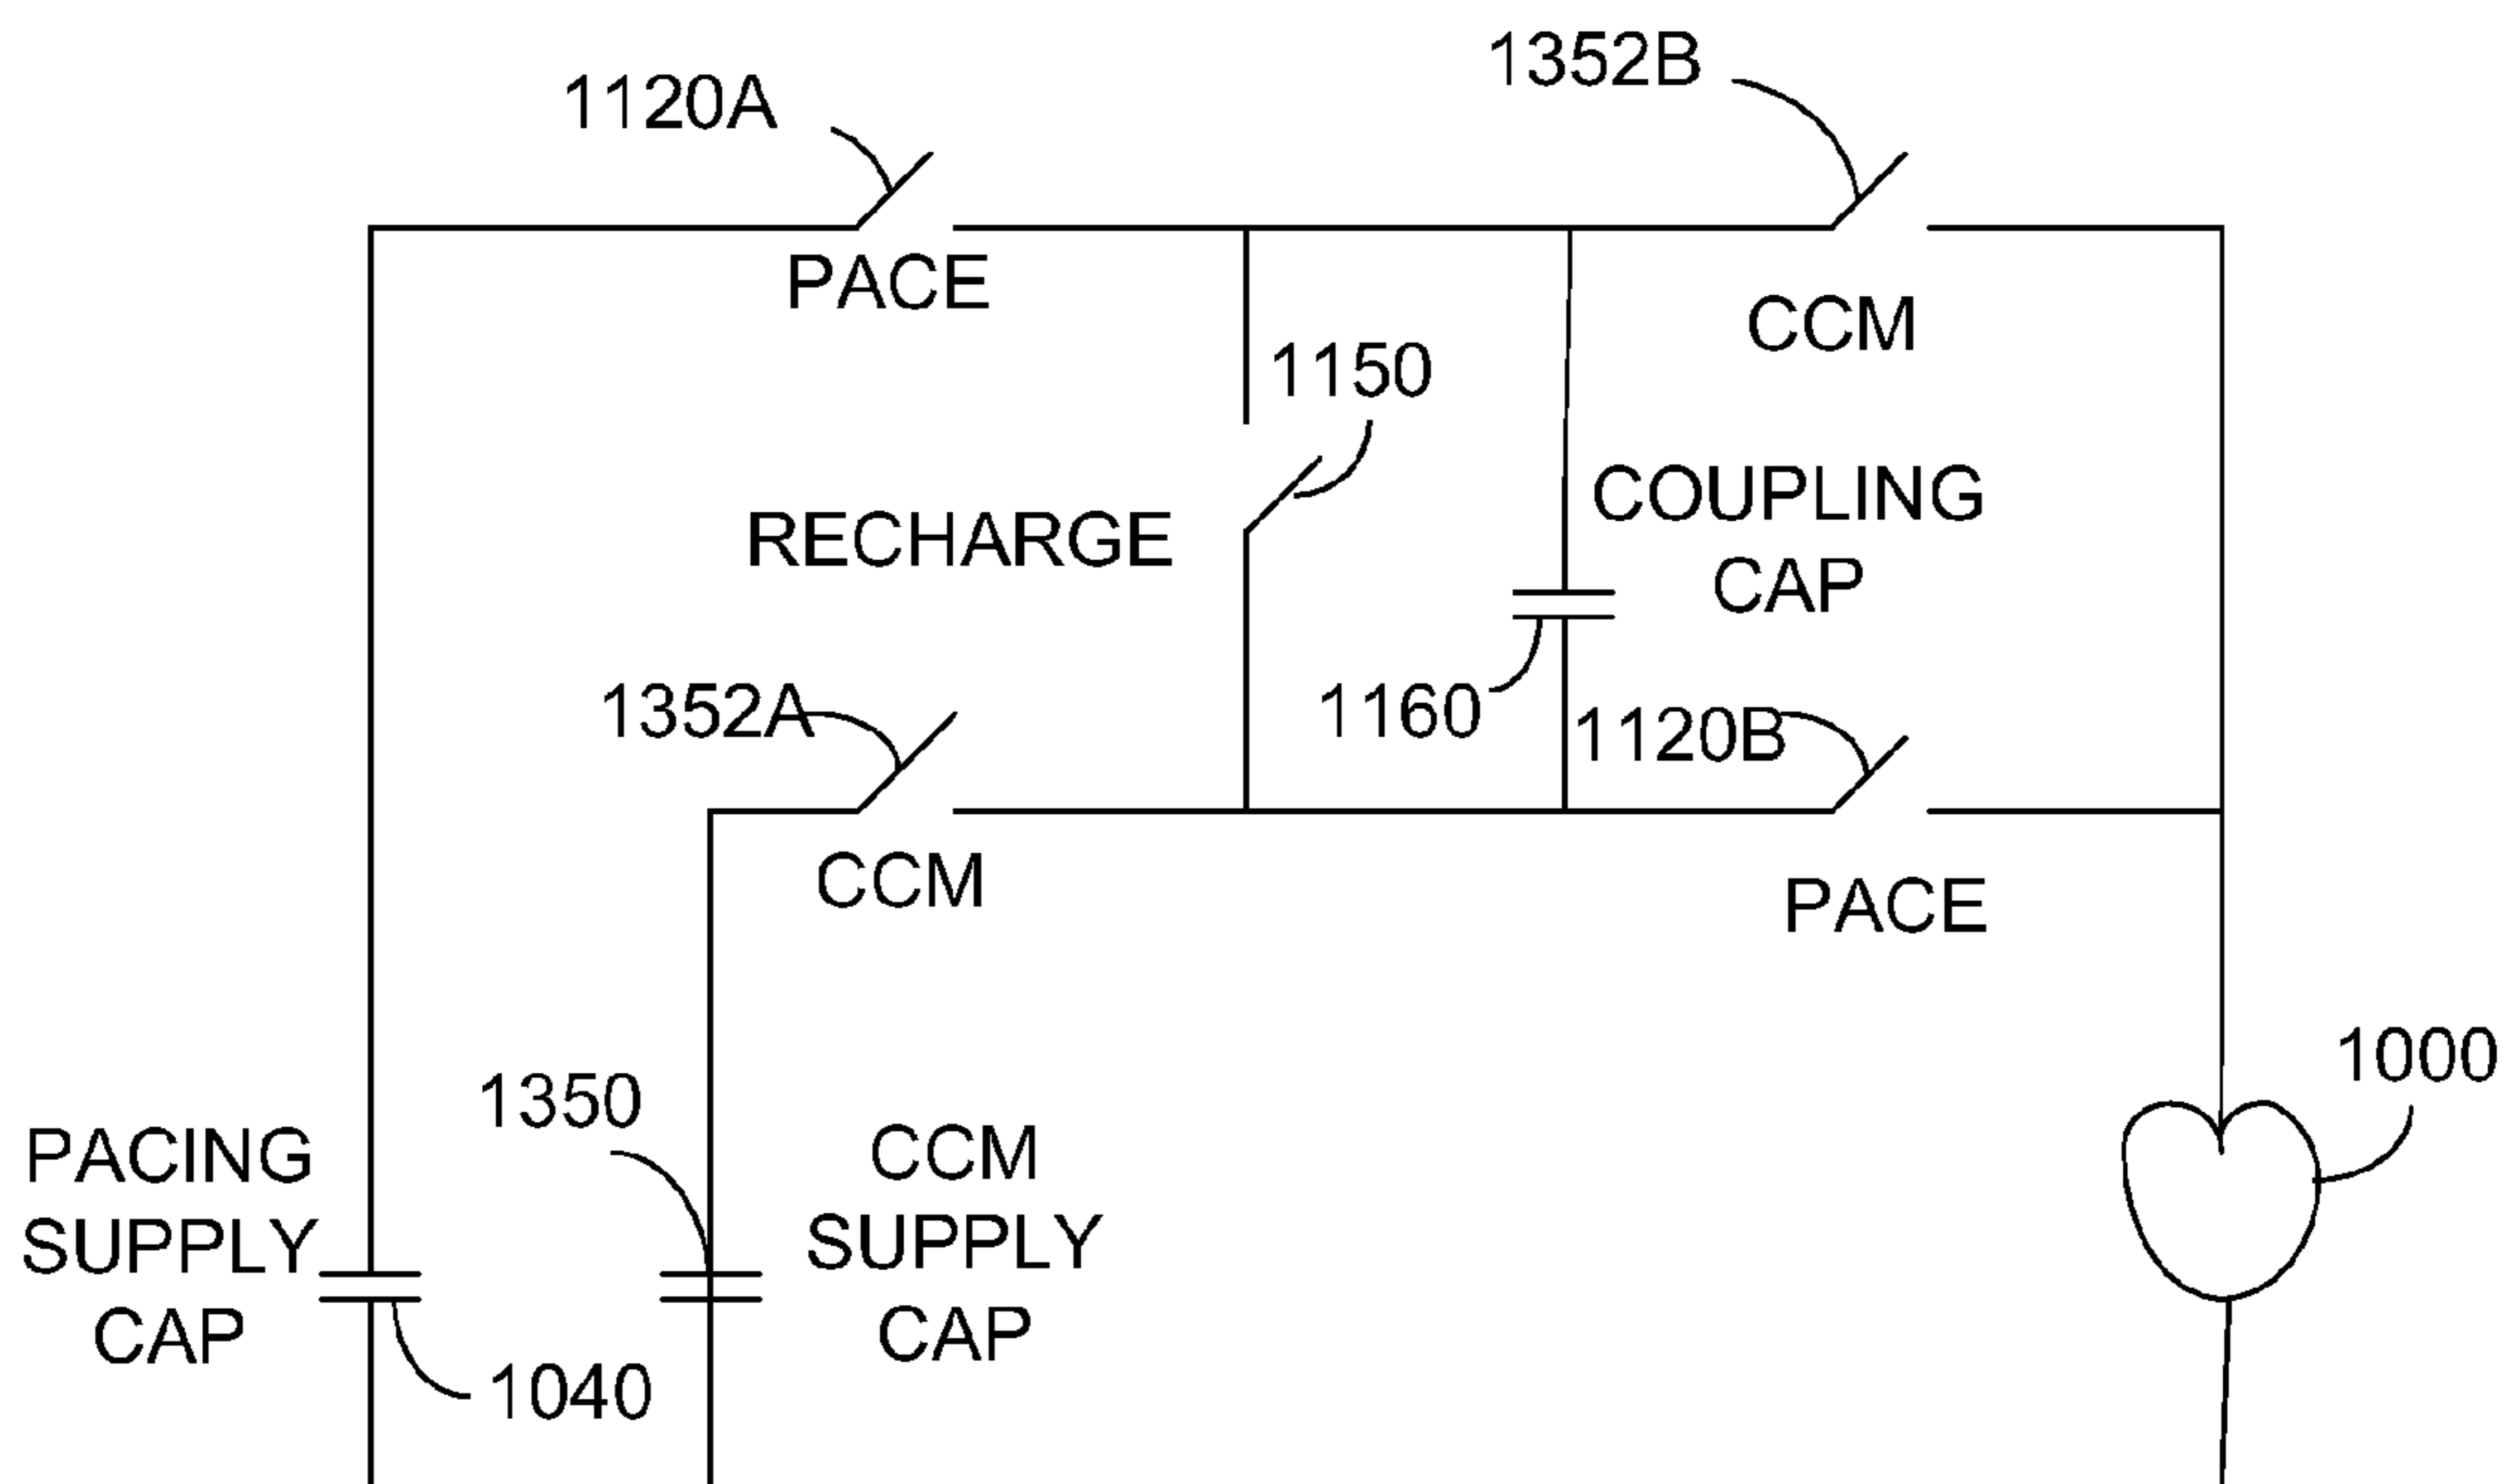 1352B
1120A
PACE
CCM
1150
COUPLING
CAP
RECHARGE
1352A
1160
1120B
CCM
PACE
1000
1350
PACING
SUPPLY
CAP
CCM
SUPPLY
CAP
1040